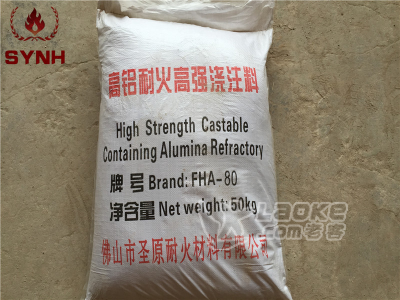 SYNH
高铝耐火高强浇注料
High Strength Castable
Containing Alumina Refractory
牌 号 Brand: FHA-80
净含量 Net weight: 50kg
LAOKE
.com 老客
佛山市圣原耐火材料有限公司